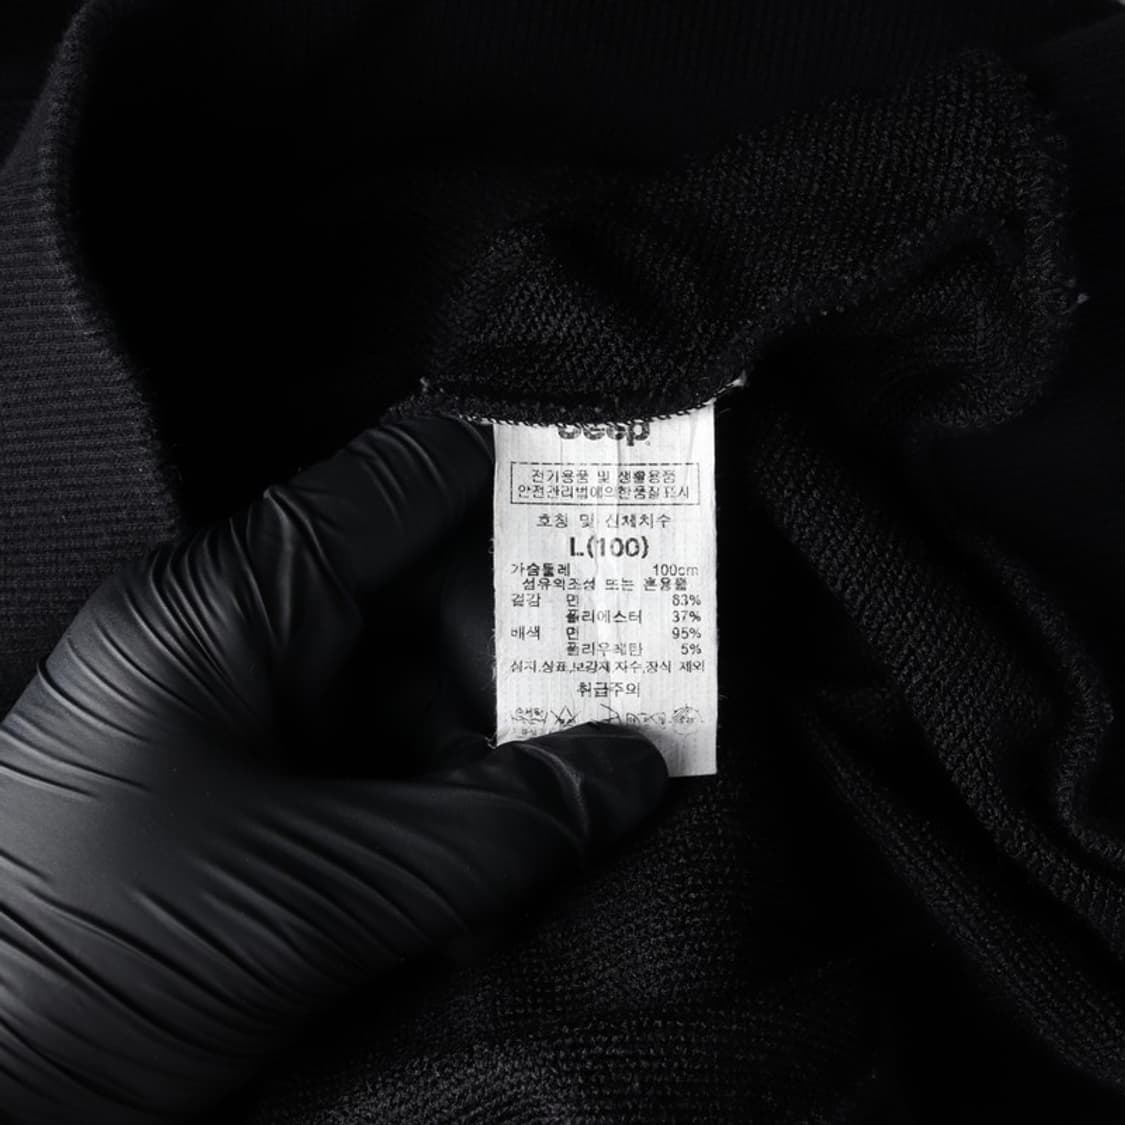 전기용품 및 생활용품
안전관리법에의한품질표시
호칭 및 신체치수
L(100)
가슴둘레 100cm
섬유의조성 또는 혼용율
겉감 면 83%
폴리에스터 37%
배색 면 95%
폴리우레탄 5%
심지,상표,보강재,자수,장식 제외
취급주의